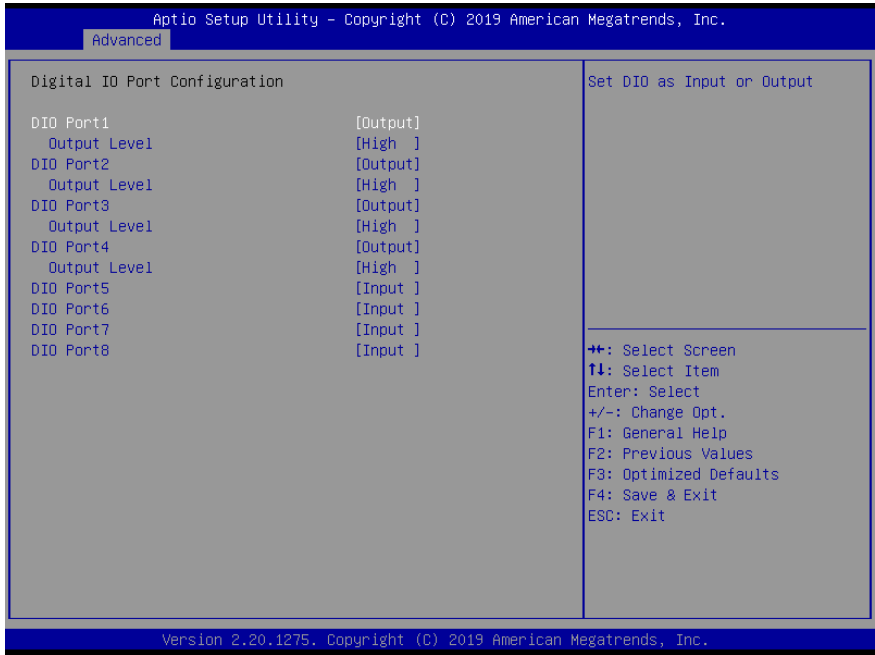 Aptio Setup Utility – Copyright (C) 2019 American Megatrends, Inc.
Advanced
Digital IO Port Configuration
DIO Port1 [Output]
Output Level [High ]
DIO Port2 [Output]
Output Level [High ]
DIO Port3 [Output]
Output Level [High ]
DIO Port4 [Output]
Output Level [High ]
DIO Port5 [Input ]
DIO Port6 [Input ]
DIO Port7 [Input ]
DIO Port8 [Input ]
Set DIO as Input or Output
→←: Select Screen
↑↓: Select Item
Enter: Select
+/-: Change Opt.
F1: General Help
F2: Previous Values
F3: Optimized Defaults
F4: Save & Exit
ESC: Exit
Version 2.20.1275. Copyright (C) 2019 American Megatrends, Inc.